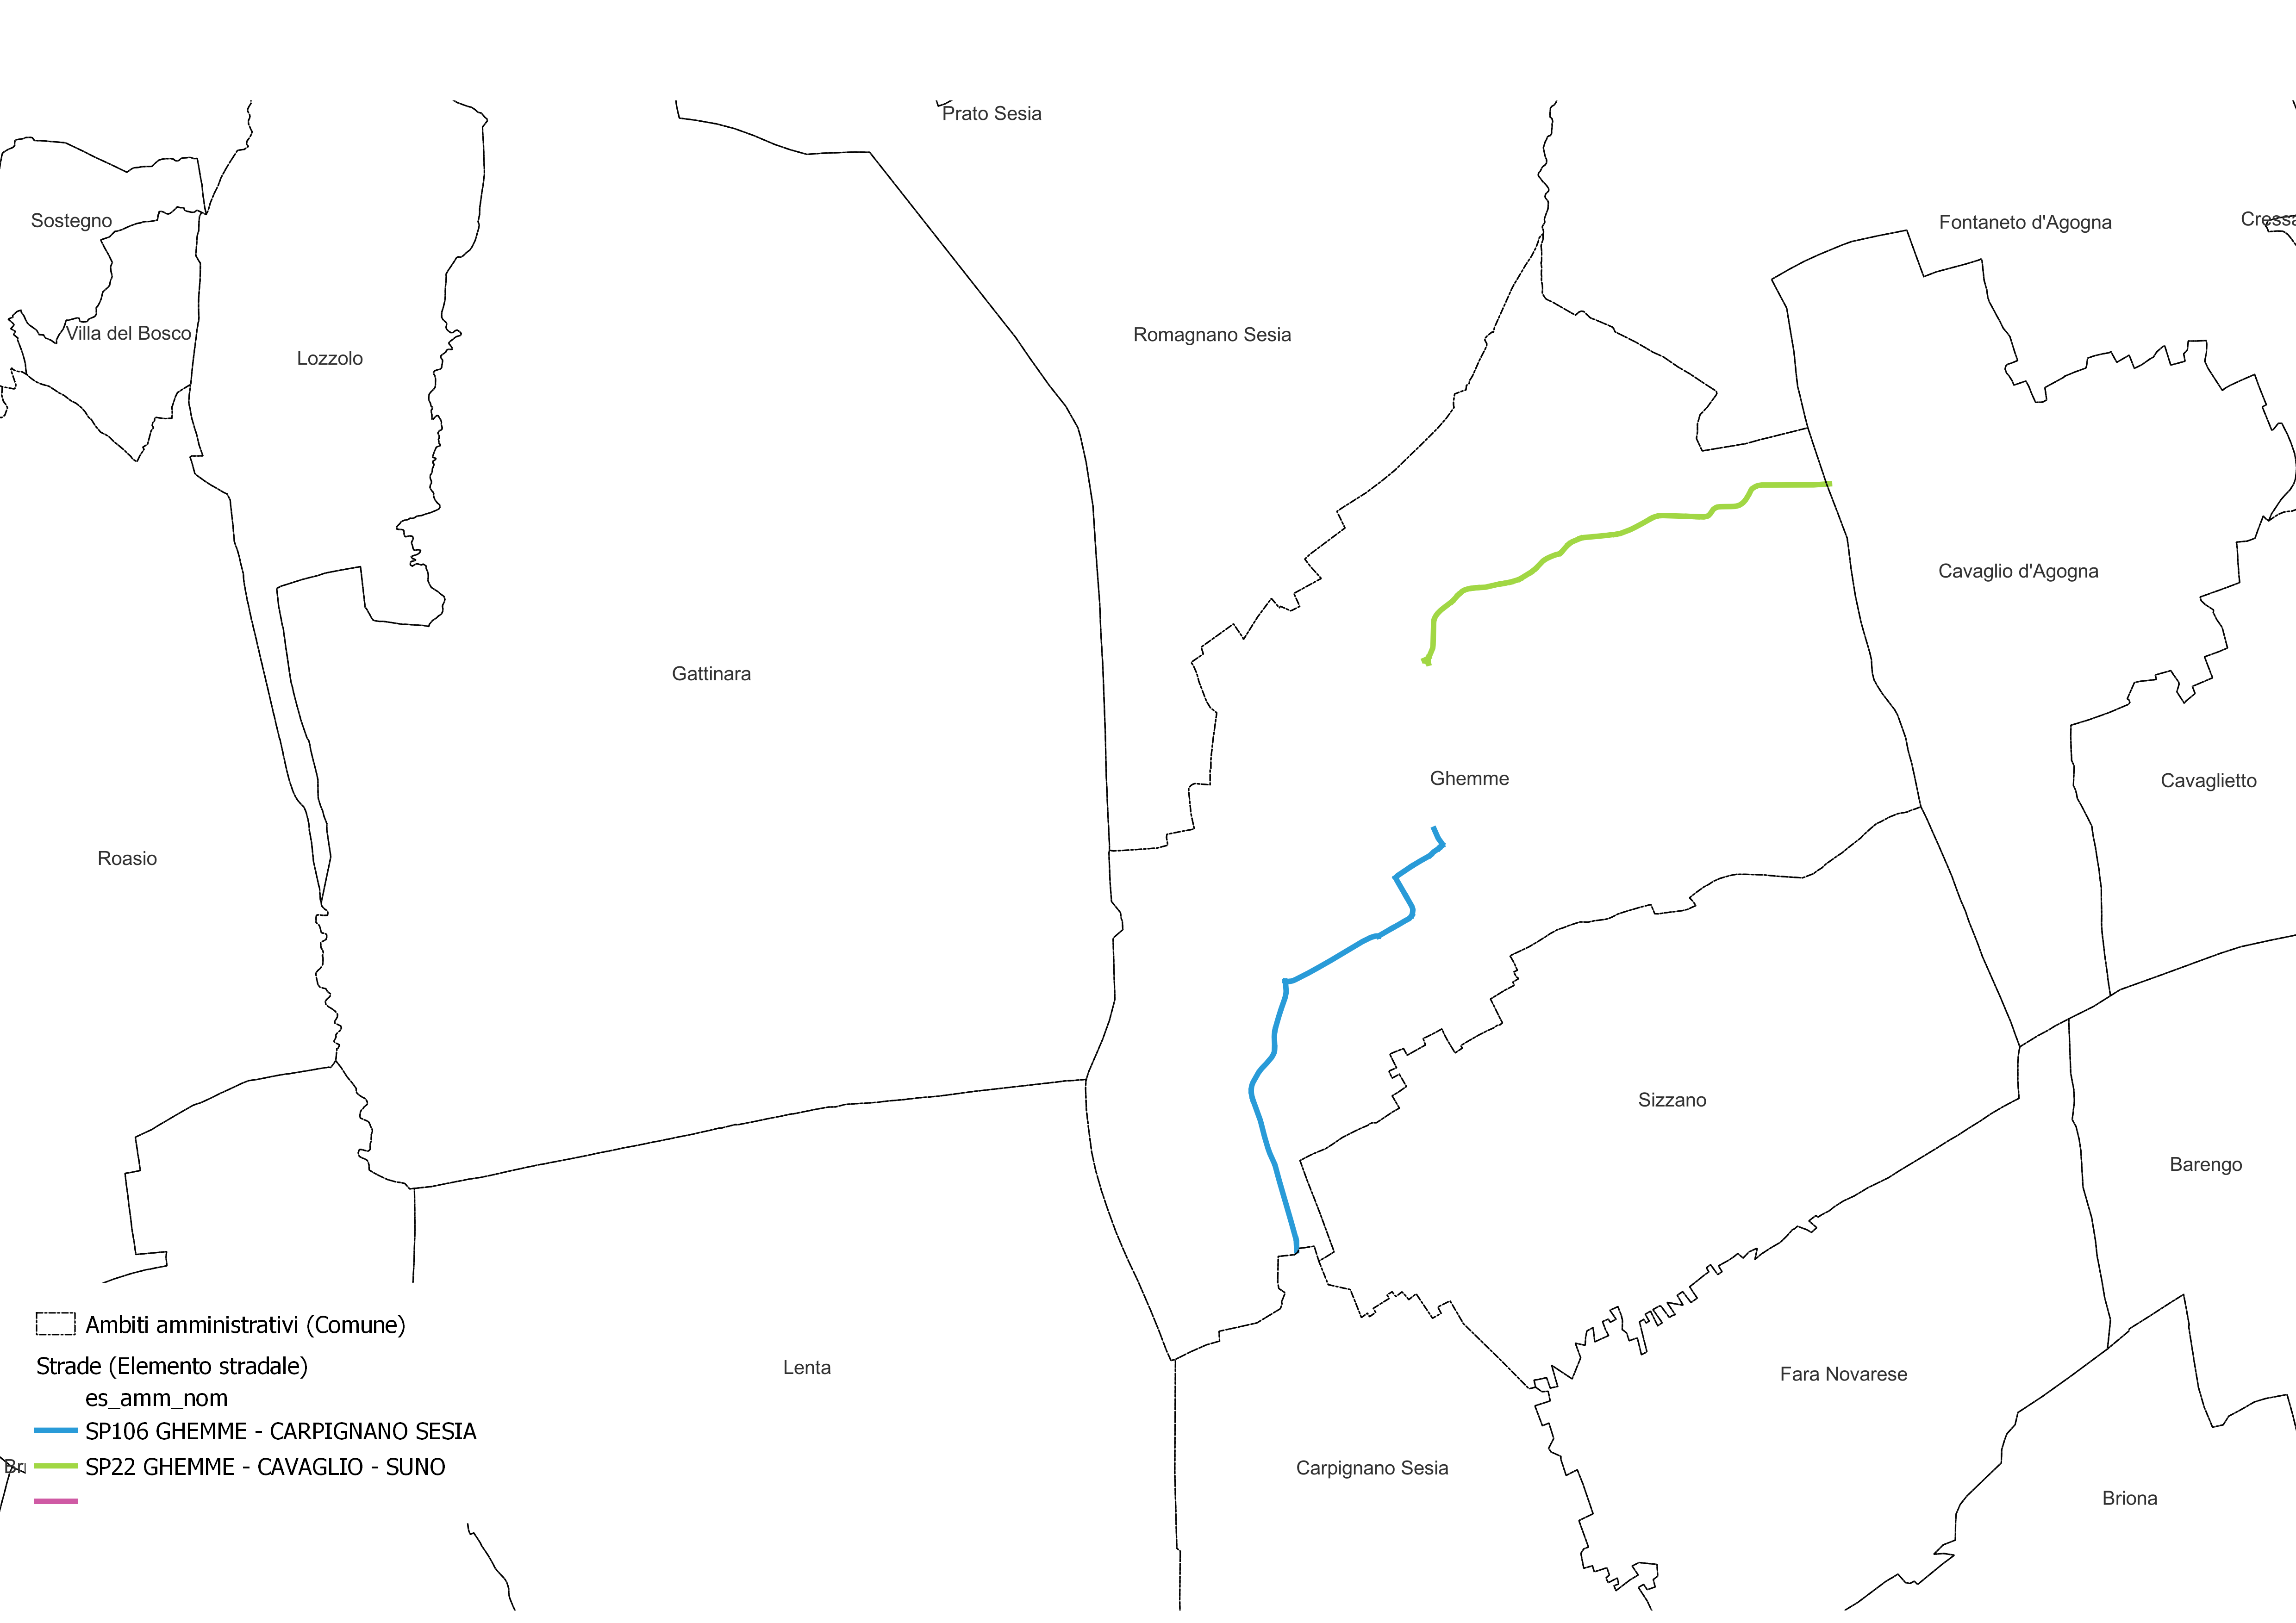 Prato Sesia
Sostegno
Fontaneto d'Agogna
Cressa
Villa del Bosco
Romagnano Sesia
Lozzolo
Cavaglio d'Agogna
Gattinara
Ghemme
Cavaglietto
Roasio
Sizzano
Barengo
Ambiti amministrativi (Comune)
Strade (Elemento stradale)
Lenta
Fara Novarese
es_amm_nom
SP106 GHEMME - CARPIGNANO SESIA
SP22 GHEMME - CAVAGLIO - SUNO
Carpignano Sesia
Briona